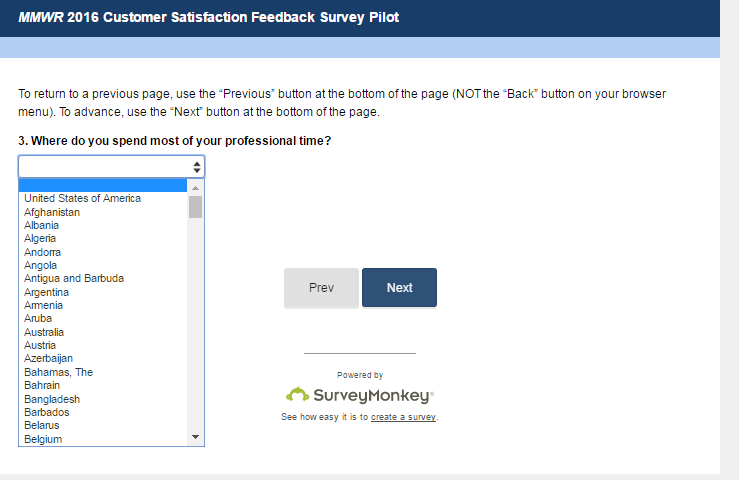 MMWR 2016 Customer Satisfaction Feedback Survey Pilot
To return to a previous page, use the “Previous” button at the bottom of the page (NOT the “Back” button on your browser
menu). To advance, use the “Next” button at the bottom of the page.
3. Where do you spend most of your professional time?
United States of America
Afghanistan
Albania
Algeria
Andorra
Angola
Antigua and Barbuda
Argentina
Armenia
Aruba
Australia
Austria
Azerbaijan
Bahamas, The
Bahrain
Bangladesh
Barbados
Belarus
Belgium
Prev Next
Powered by
SurveyMonkey®
See how easy it is to create a survey.